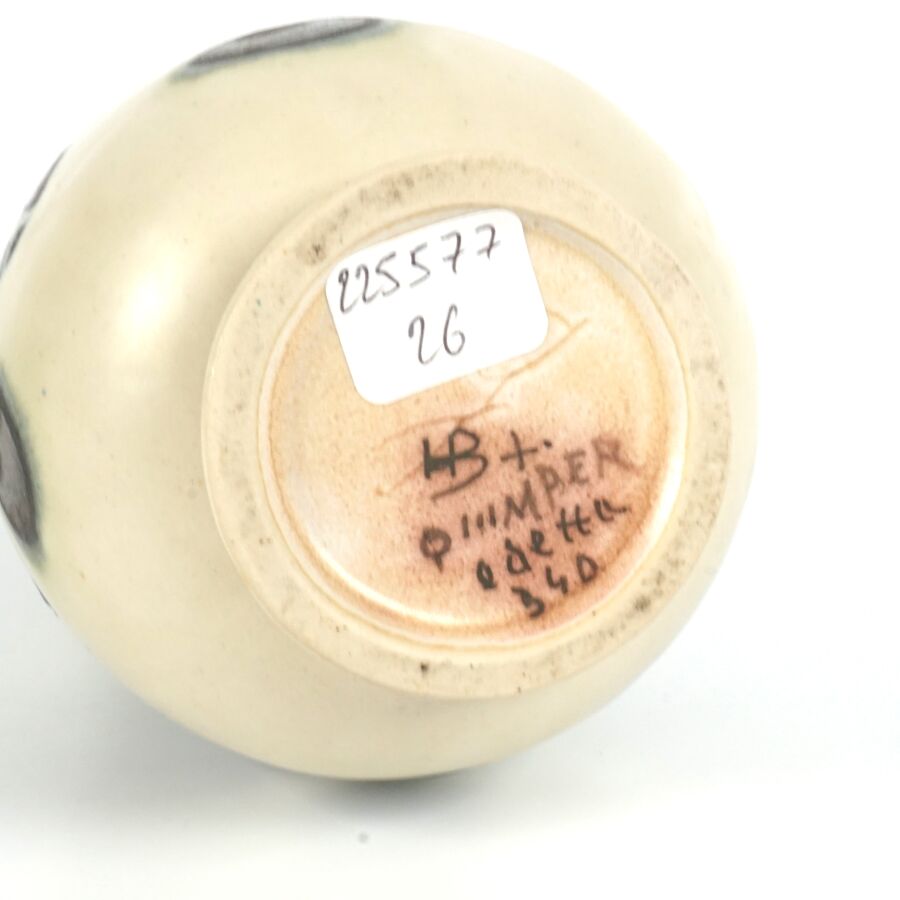 225577
26
HB +.
QUIMPER
odetta
340